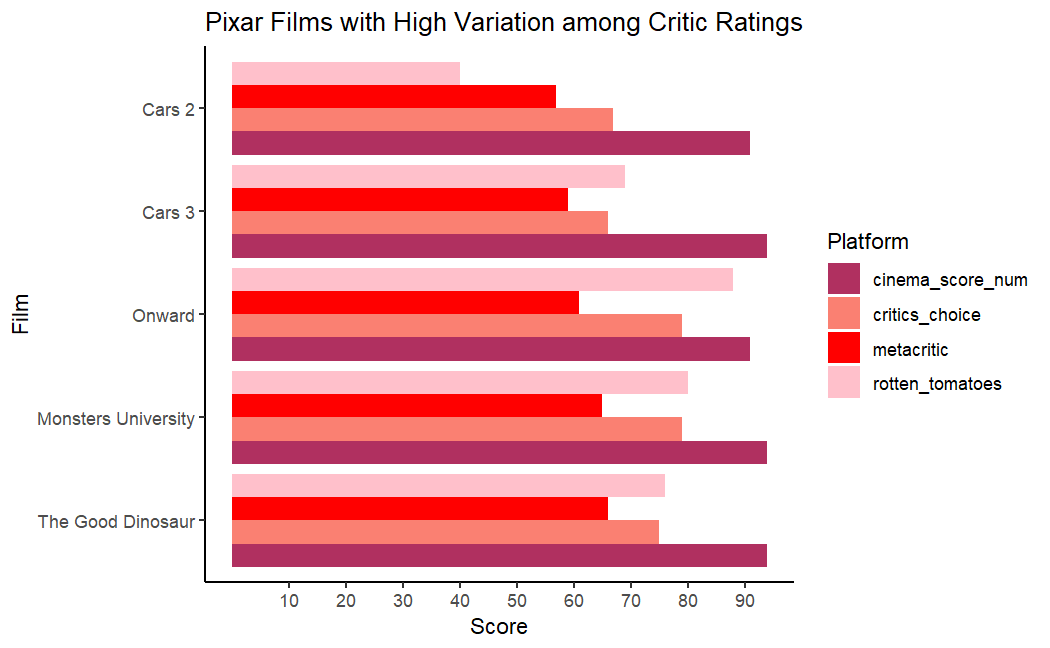 Pixar Films with High Variation among Critic Ratings
Film
Cars 2
Cars 3
Onward
Monsters University
The Good Dinosaur
10 20 30 40 50 60 70 80 90
Score
Platform
cinema_score_num
critics_choice
metacritic
rotten_tomatoes